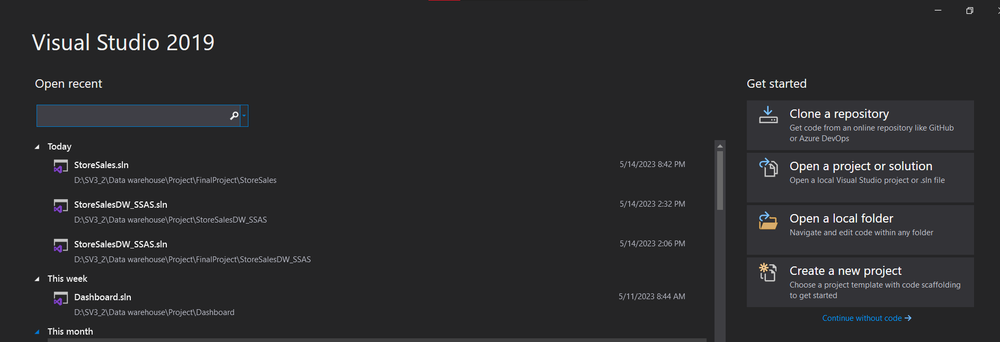 Visual Studio 2019
Open recent
Today
StoreSales.sln
5/14/2023 8:42 PM
D:\SV3_2\Data warehouse\Project\FinalProject\StoreSales
StoreSalesDW_SSAS.sln
5/14/2023 2:32 PM
D:\SV3_2\Data warehouse\Project\StoreSalesDW_SSAS
StoreSalesDW_SSAS.sln
5/14/2023 2:06 PM
D:\SV3_2\Data warehouse\Project\FinalProject\StoreSalesDW_SSAS
This week
Dashboard.sln
5/11/2023 8:44 AM
D:\SV3_2\Data warehouse\Project\Dashboard
This month
Get started
Clone a repository
Get code from an online repository like GitHub
or Azure DevOps
Open a project or solution
Open a local Visual Studio project or .sln file
Open a local folder
Navigate and edit code within any folder
Create a new project
Choose a project template with code scaffolding
to get started
Continue without code